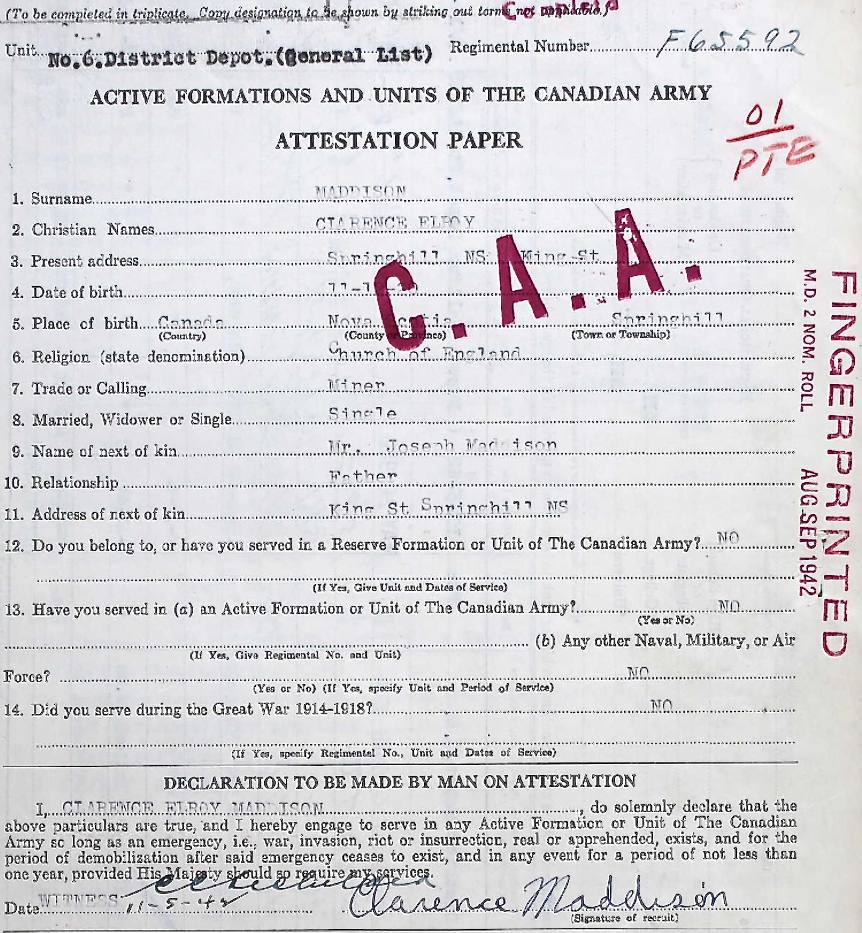 (To be completed in triplicate. Copy designation to be shown by striking out terms not applicable.)
Unit No.6.District Depot.(General List) Regimental Number F65592
ACTIVE FORMATIONS AND UNITS OF THE CANADIAN ARMY
ATTESTATION PAPER
01
PTE
1. Surname MADDISON
2. Christian Names CLARENCE ELROY
3. Present address Springhill NS King St
4. Date of birth
5. Place of birth Canada Nova Scotia Springhill
(Country) (County or Province) (Town or Township)
6. Religion (state denomination) Church of England
7. Trade or Calling Miner
8. Married, Widower or Single Single
9. Name of next of kin Mr. Joseph Maddison
10. Relationship Father
11. Address of next of kin King St Springhill NS
12. Do you belong to, or have you served in a Reserve Formation or Unit of The Canadian Army? NO
(If Yes, Give Unit and Dates of Service)
13. Have you served in (a) an Active Formation or Unit of The Canadian Army? NO
(Yes or No)
(b) Any other Naval, Military, or Air
(If Yes, Give Regimental No. and Unit)
Force? NO
(Yes or No) (If Yes, specify Unit and Period of Service)
14. Did you serve during the Great War 1914-1918? NO
(If Yes, specify Regimental No., Unit and Dates of Service)
C.A.A.
FINGERPRINTED
M.D. 2 NOM. ROLL AUG-SEP 1942
DECLARATION TO BE MADE BY MAN ON ATTESTATION
I, CLARENCE ELROY MADDISON, do solemnly declare that the
above particulars are true, and I hereby engage to serve in any Active Formation or Unit of The Canadian
Army so long as an emergency, i.e., war, invasion, riot or insurrection, real or apprehended, exists, and for the
period of demobilization after said emergency ceases to exist, and in any event for a period of not less than
one year, provided His Majesty should so require my services.
WITNESS
Date 11-5-42 Clarence Maddison
(Signature of recruit)